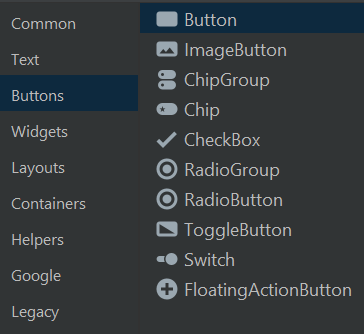 Common
Text
Buttons
Widgets
Layouts
Containers
Helpers
Google
Legacy
Button
ImageButton
ChipGroup
Chip
CheckBox
RadioGroup
RadioButton
ToggleButton
Switch
FloatingActionButton